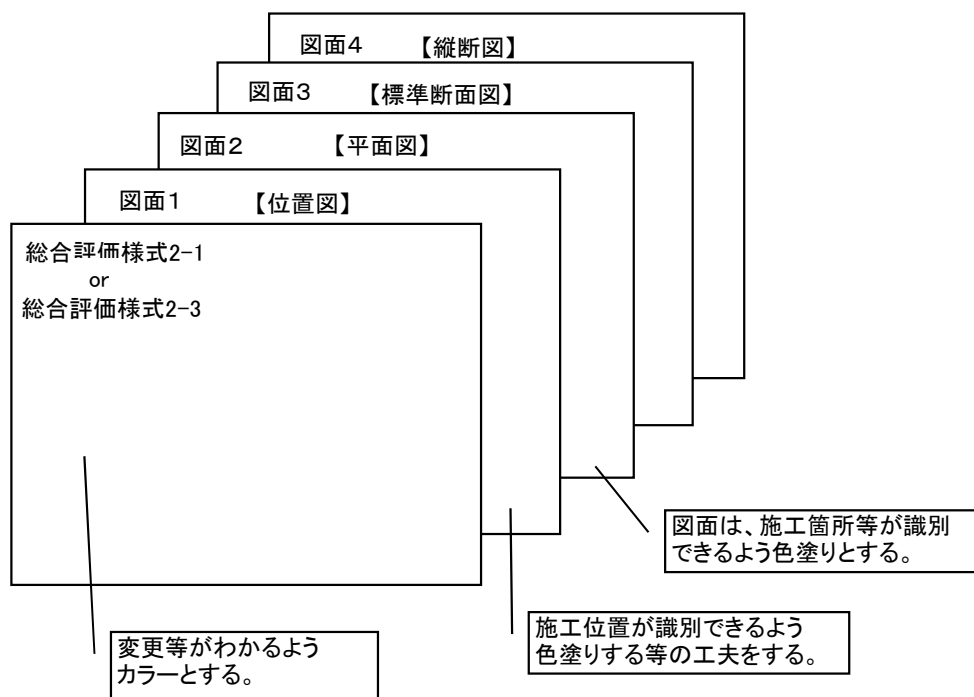 図面4 【縦断図】
図面3 【標準断面図】
図面2 【平面図】
図面1 【位置図】
総合評価様式2-1
or
総合評価様式2-3
図面は、施工箇所等が識別
できるよう色塗りとする。
施工位置が識別できるよう
色塗りする等の工夫をする。
変更等がわかるよう
カラーとする。